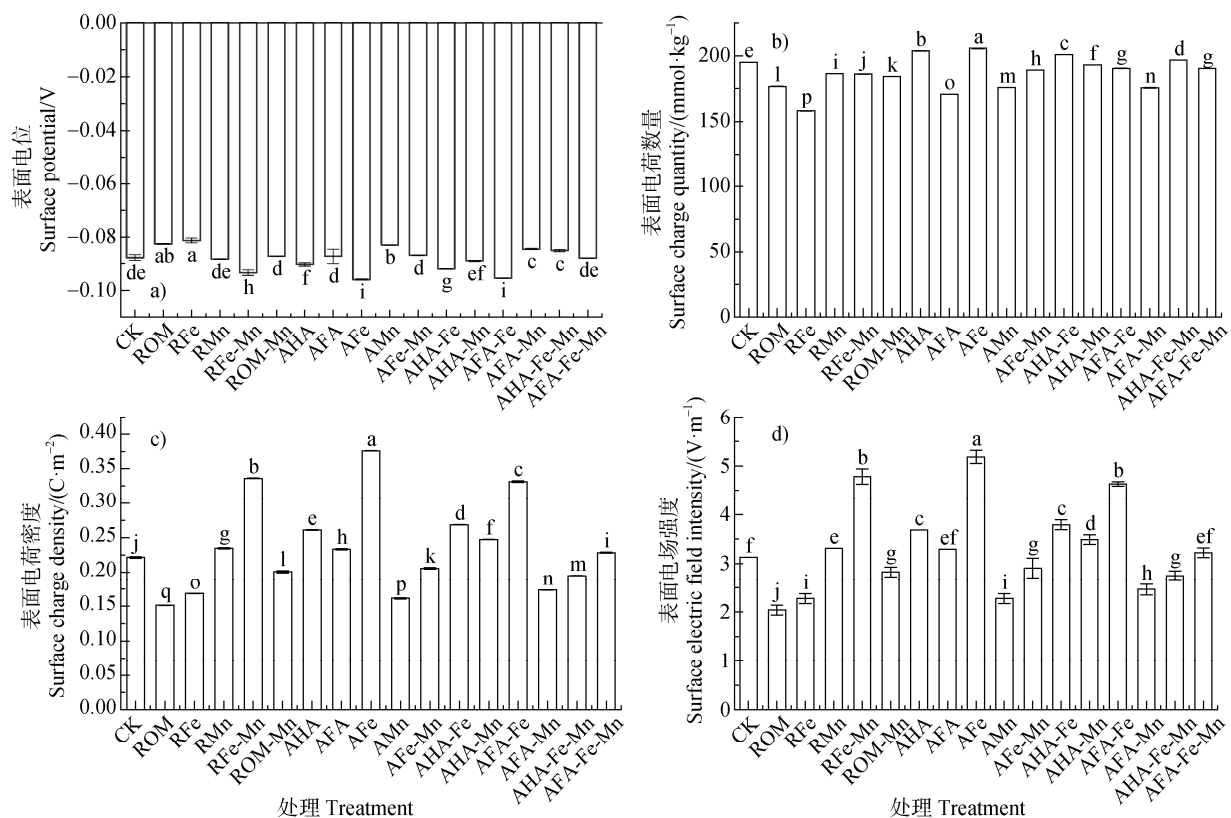 表面电位
Surface potential/V
0.00
−0.02
−0.04
−0.06
−0.08
−0.10
a)
de ab a de h d f d i b d g ef i c c de
CK ROM RFe RMn RFe-Mn ROM-Mn AHA AFA AFe AMn AFe-Mn AHA-Fe AHA-Mn AFA-Fe AFA-Mn AHA-Fe-Mn AFA-Fe-Mn
表面电荷数量
Surface charge quantity/(mmol·kg⁻¹)
200
150
100
50
0
b)
e l p i j k b o a m h c f g n d g
CK ROM RFe RMn RFe-Mn ROM-Mn AHA AFA AFe AMn AFe-Mn AHA-Fe AHA-Mn AFA-Fe AFA-Mn AHA-Fe-Mn AFA-Fe-Mn
表面电荷密度
Surface charge density/(C·m⁻²)
0.40
0.35
0.30
0.25
0.20
0.15
0.10
0.05
0.00
c)
j q o g b l e h a p k d f c n m i
CK ROM RFe RMn RFe-Mn ROM-Mn AHA AFA AFe AMn AFe-Mn AHA-Fe AHA-Mn AFA-Fe AFA-Mn AHA-Fe-Mn AFA-Fe-Mn
处理 Treatment
表面电场强度
Surface electric field intensity/(V·m⁻¹)
6
5
4
3
2
1
0
d)
f j i e b g c ef a i g c d b h g ef
CK ROM RFe RMn RFe-Mn ROM-Mn AHA AFA AFe AMn AFe-Mn AHA-Fe AHA-Mn AFA-Fe AFA-Mn AHA-Fe-Mn AFA-Fe-Mn
处理 Treatment